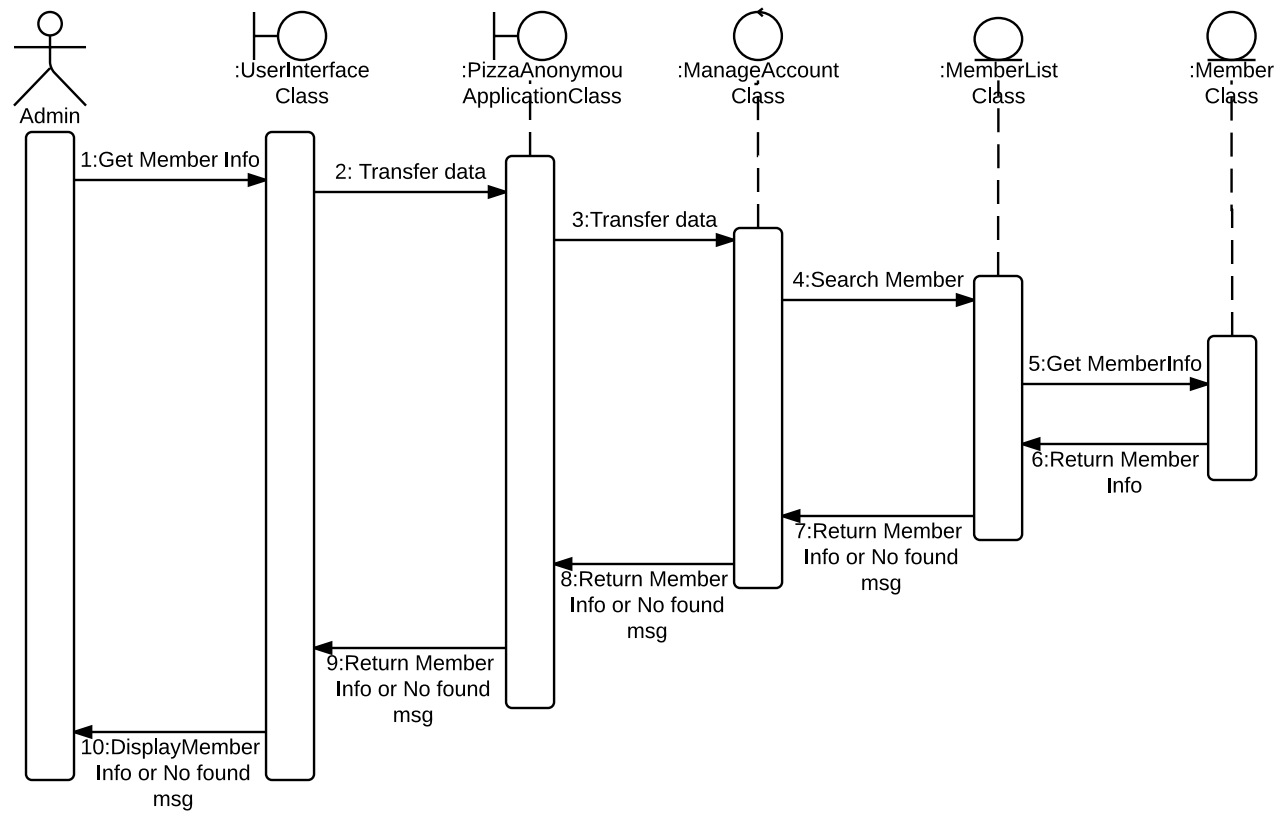 Admin
:UserInterface
Class
:PizzaAnonymou
ApplicationClass
:ManageAccount
Class
:MemberList
Class
:Member
Class
1:Get Member Info
2: Transfer data
3:Transfer data
4:Search Member
5:Get MemberInfo
6:Return Member
Info
7:Return Member
Info or No found
msg
8:Return Member
Info or No found
msg
9:Return Member
Info or No found
msg
10:DisplayMember
Info or No found
msg